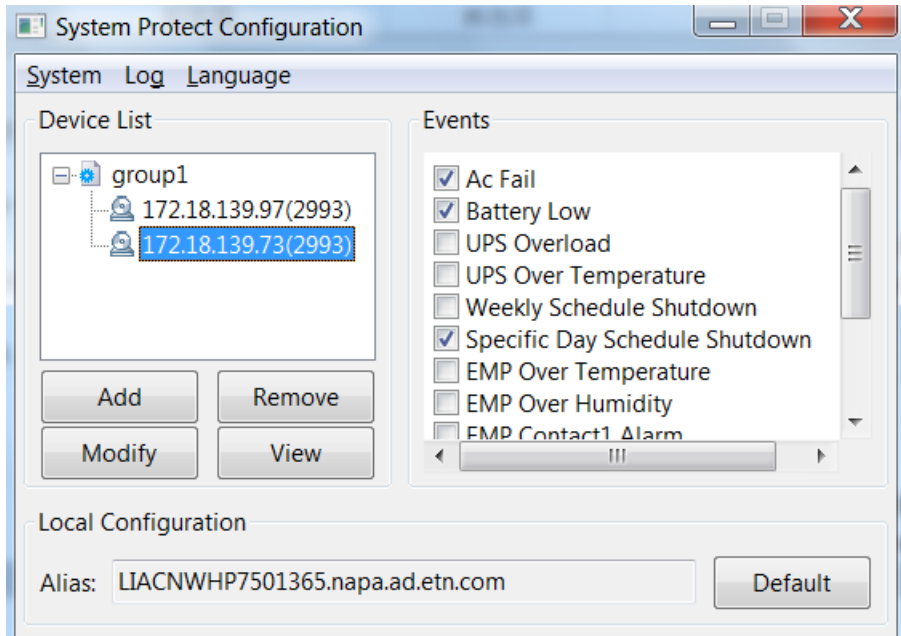 System Protect Configuration
System Log Language
Device List
group1
172.18.139.97(2993)
172.18.139.73(2993)
Add Remove
Modify View
Events
Ac Fail
Battery Low
UPS Overload
UPS Over Temperature
Weekly Schedule Shutdown
Specific Day Schedule Shutdown
EMP Over Temperature
EMP Over Humidity
EMP Contact1 Alarm
Local Configuration
Alias: LIACNWHP7501365.napa.ad.etn.com Default